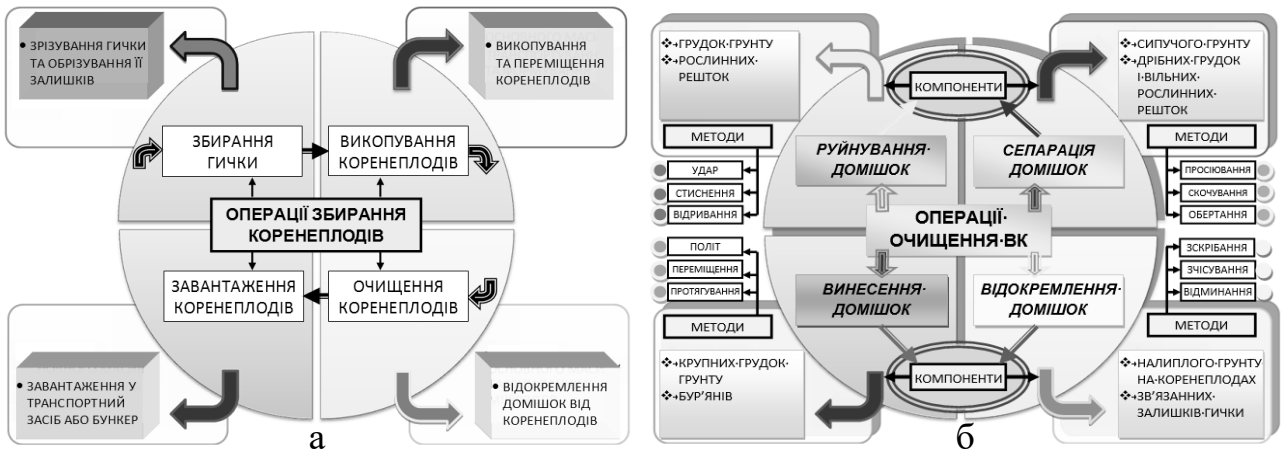 • ЗРІЗУВАННЯ ГИЧКИ
ТА ОБРІЗУВАННЯ ЇЇ
ЗАЛИШКІВ
• ВИКОПУВАННЯ
ТА ПЕРЕМІЩЕННЯ
КОРЕНЕПЛОДІВ
ЗБИРАННЯ
ГИЧКИ
ВИКОПУВАННЯ
КОРЕНЕПЛОДІВ
ОПЕРАЦІЇ ЗБИРАННЯ
КОРЕНЕПЛОДІВ
ЗАВАНТАЖЕННЯ
КОРЕНЕПЛОДІВ
ОЧИЩЕННЯ
КОРЕНЕПЛОДІВ
• ЗАВАНТАЖЕННЯ У
ТРАНСПОРТНИЙ
ЗАСІБ АБО БУНКЕР
• ВІДОКРЕМЛЕННЯ
ДОМІШОК ВІД
КОРЕНЕПЛОДІВ
а
❖→ГРУДОК·ГРУНТУ
❖→РОСЛИННИХ·
РЕШТОК
КОМПОНЕНТИ
❖→СИПУЧОГО·ГРУНТУ
❖→ДРІБНИХ·ГРУДОК
І·ВІЛЬНИХ·
РОСЛИННИХ·
РЕШТОК
МЕТОДИ
УДАР
СТИСНЕННЯ
ВІДРИВАННЯ
РУЙНУВАННЯ·
ДОМІШОК
СЕПАРАЦІЯ
ДОМІШОК
МЕТОДИ
ПРОСІЮВАННЯ
СКОЧУВАННЯ
ОБЕРТАННЯ
ОПЕРАЦІЇ·
ОЧИЩЕННЯ·ВК
ПОЛІТ
ПЕРЕМІЩЕННЯ
ПРОТЯГУВАННЯ
МЕТОДИ
ВИНЕСЕННЯ·
ДОМІШОК
ВІДОКРЕМЛЕННЯ·
ДОМІШОК
ЗСКРІБАННЯ
ЗЧІСУВАННЯ
ВІДМИНАННЯ
МЕТОДИ
❖→КРУПНИХ·ГРУДОК·
ГРУНТУ
❖→БУР’ЯНІВ
КОМПОНЕНТИ
❖→НАЛИПЛОГО·ГРУНТУ
НА·КОРЕНЕПЛОДАХ
❖→ЗВ’ЯЗАННИХ·
ЗАЛИШКІВ·ГИЧКИ
б